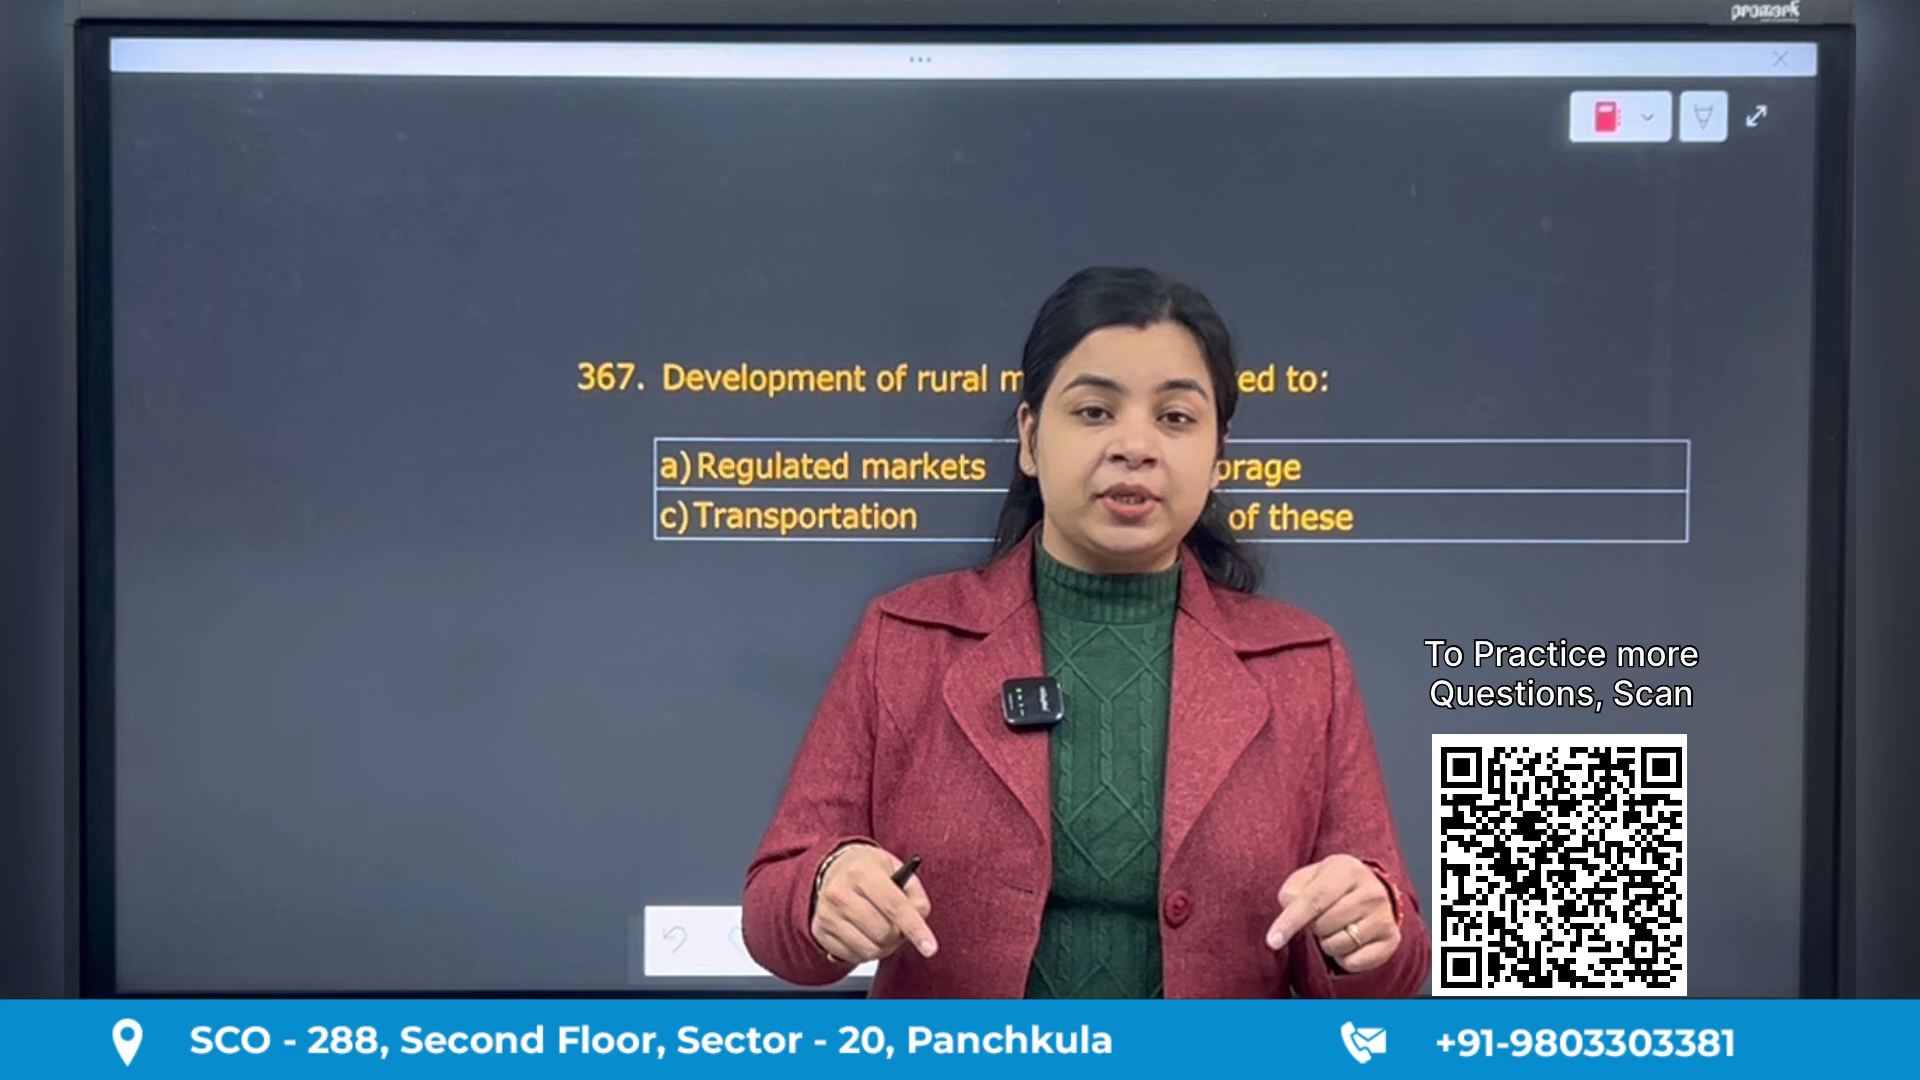 promark
367. Development of rural m ed to:
a) Regulated markets orage
c) Transportation of these
To Practice more
Questions, Scan
SCO - 288, Second Floor, Sector - 20, Panchkula
+91-9803303381